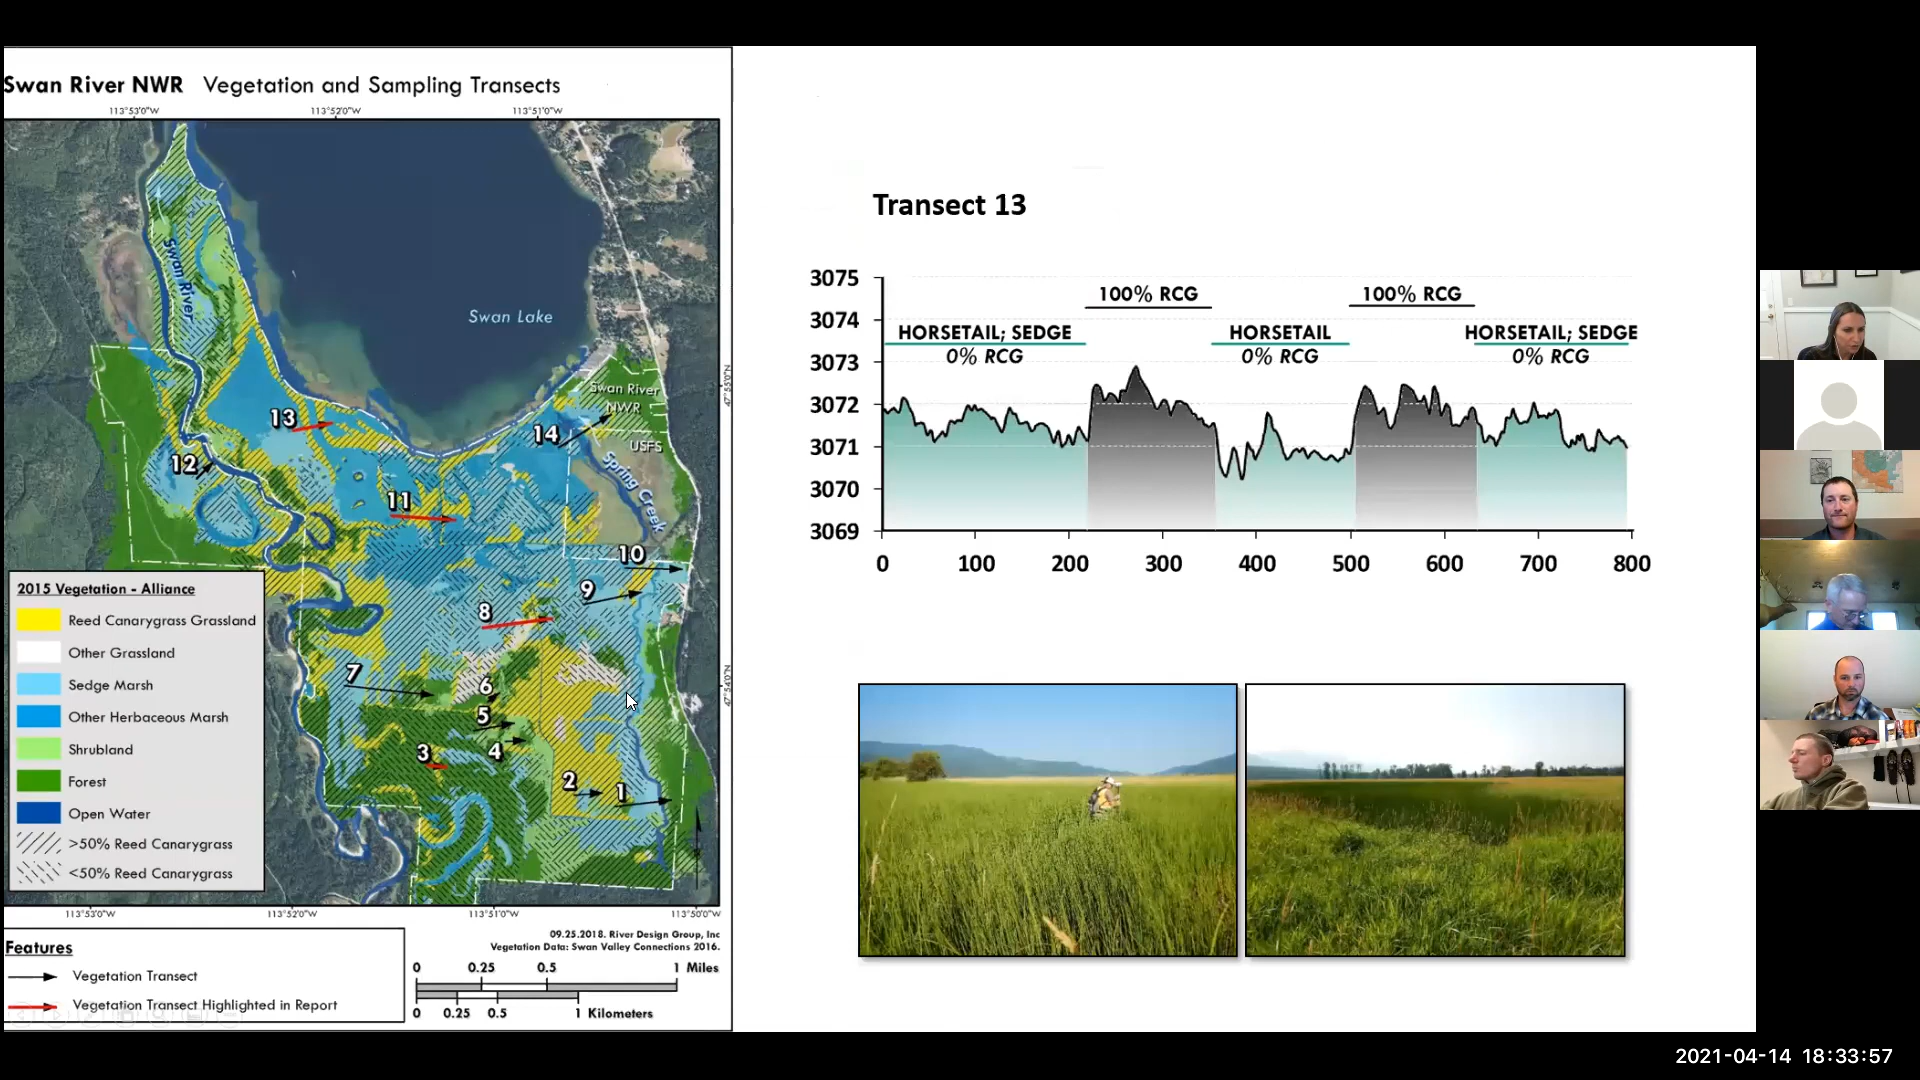 Swan River NWR Vegetation and Sampling Transects
113°53'0"W 113°52'0"W 113°51'0"W
Swan River
Swan Lake
Swan River
NWR
USFS
Spring Creek
13
14
12
11
10
9
8
7
6
5
4
3
2
1
47°55'0"N
47°54'0"N
2015 Vegetation - Alliance
Reed Canarygrass Grassland
Other Grassland
Sedge Marsh
Other Herbaceous Marsh
Shrubland
Forest
Open Water
>50% Reed Canarygrass
<50% Reed Canarygrass
113°53'0"W 113°52'0"W 113°51'0"W 113°50'0"W
Features
Vegetation Transect
Vegetation Transect Highlighted in Report
09.25.2018. River Design Group, Inc
Vegetation Data: Swan Valley Connections 2016.
0 0.25 0.5 1 Miles
0 0.25 0.5 1 Kilometers
Transect 13
3075
3074
3073
3072
3071
3070
3069
100% RCG 100% RCG
HORSETAIL; SEDGE HORSETAIL HORSETAIL; SEDGE
0% RCG 0% RCG 0% RCG
0 100 200 300 400 500 600 700 800
2021-04-14 18:33:57